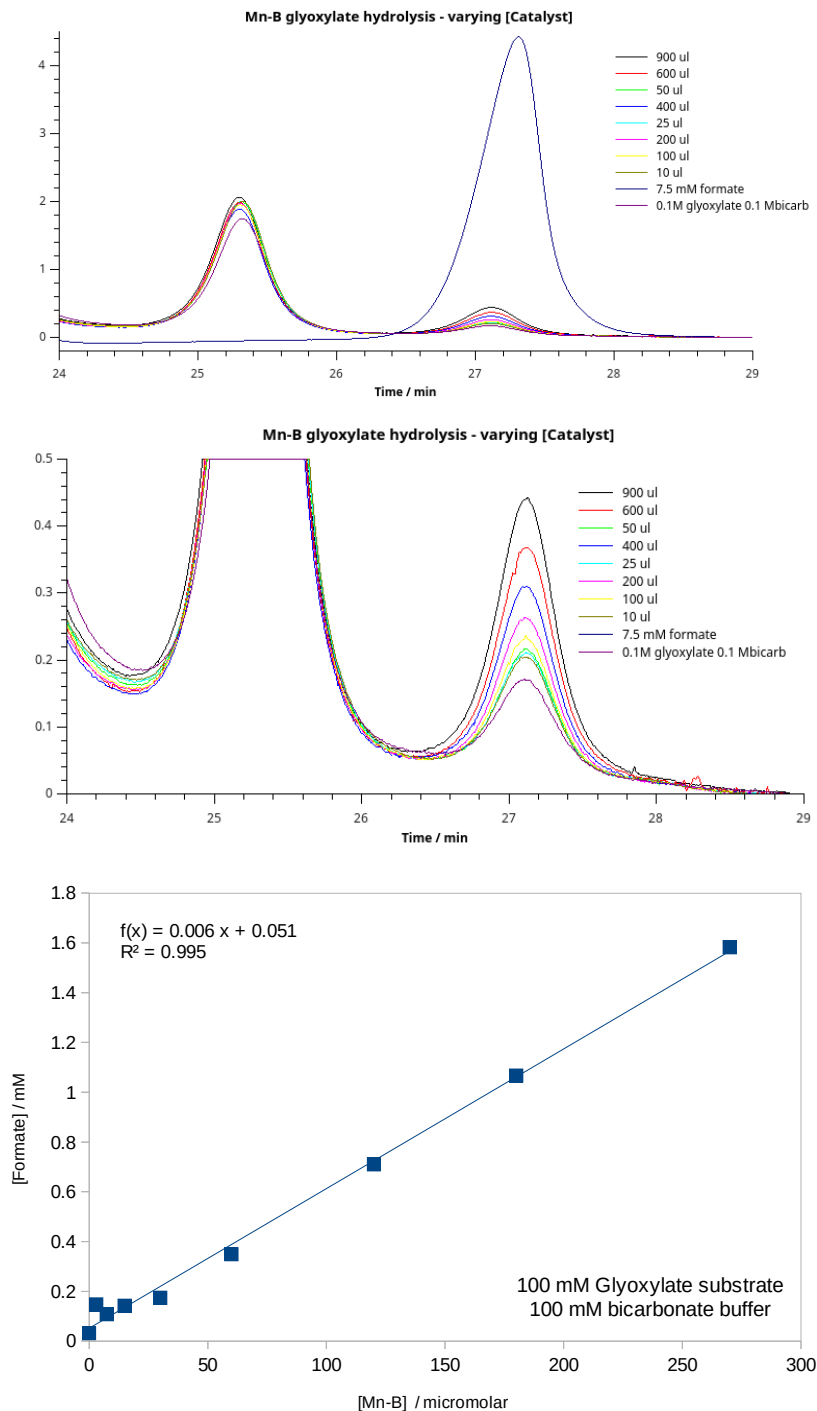 Mn-B glyoxylate hydrolysis - varying [Catalyst]
4
3
2
1
0
900 ul
600 ul
50 ul
400 ul
25 ul
200 ul
100 ul
10 ul
7.5 mM formate
0.1M glyoxylate 0.1 Mbicarb
24
25
26
27
28
29
Time / min
Mn-B glyoxylate hydrolysis - varying [Catalyst]
0.5
0.4
0.3
0.2
0.1
0
900 ul
600 ul
50 ul
400 ul
25 ul
200 ul
100 ul
10 ul
7.5 mM formate
0.1M glyoxylate 0.1 Mbicarb
24
25
26
27
28
29
Time / min
1.8
1.6
1.4
1.2
1
0.8
0.6
0.4
0.2
0
[Formate] / mM
f(x) = 0.006 x + 0.051
R² = 0.995
100 mM Glyoxylate substrate
100 mM bicarbonate buffer
0
50
100
150
200
250
300
[Mn-B] / micromolar